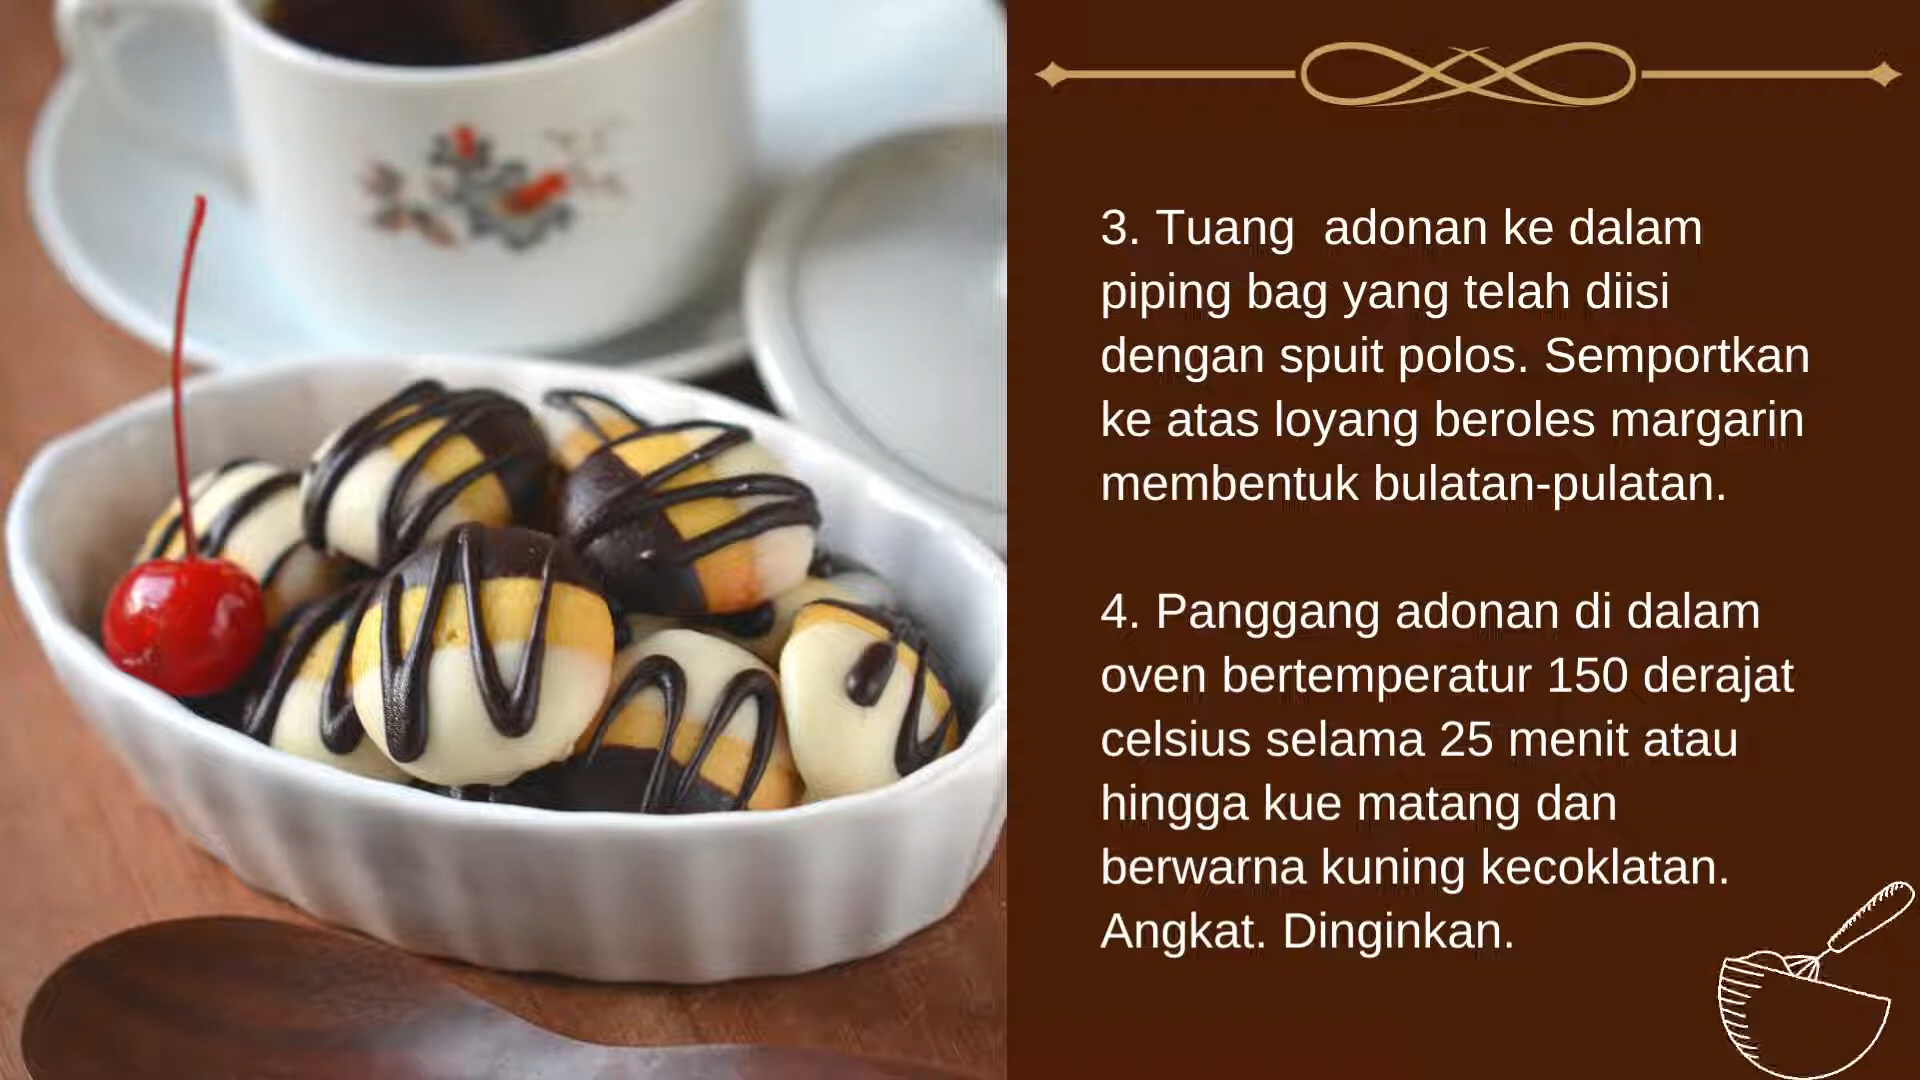 3. Tuang  adonan ke dalam
piping bag yang telah diisi
dengan spuit polos. Semportkan
ke atas loyang beroles margarin
membentuk bulatan-pulatan.
4. Panggang adonan di dalam
oven bertemperatur 150 derajat
celsius selama 25 menit atau
hingga kue matang dan
berwarna kuning kecoklatan.
Angkat. Dinginkan.